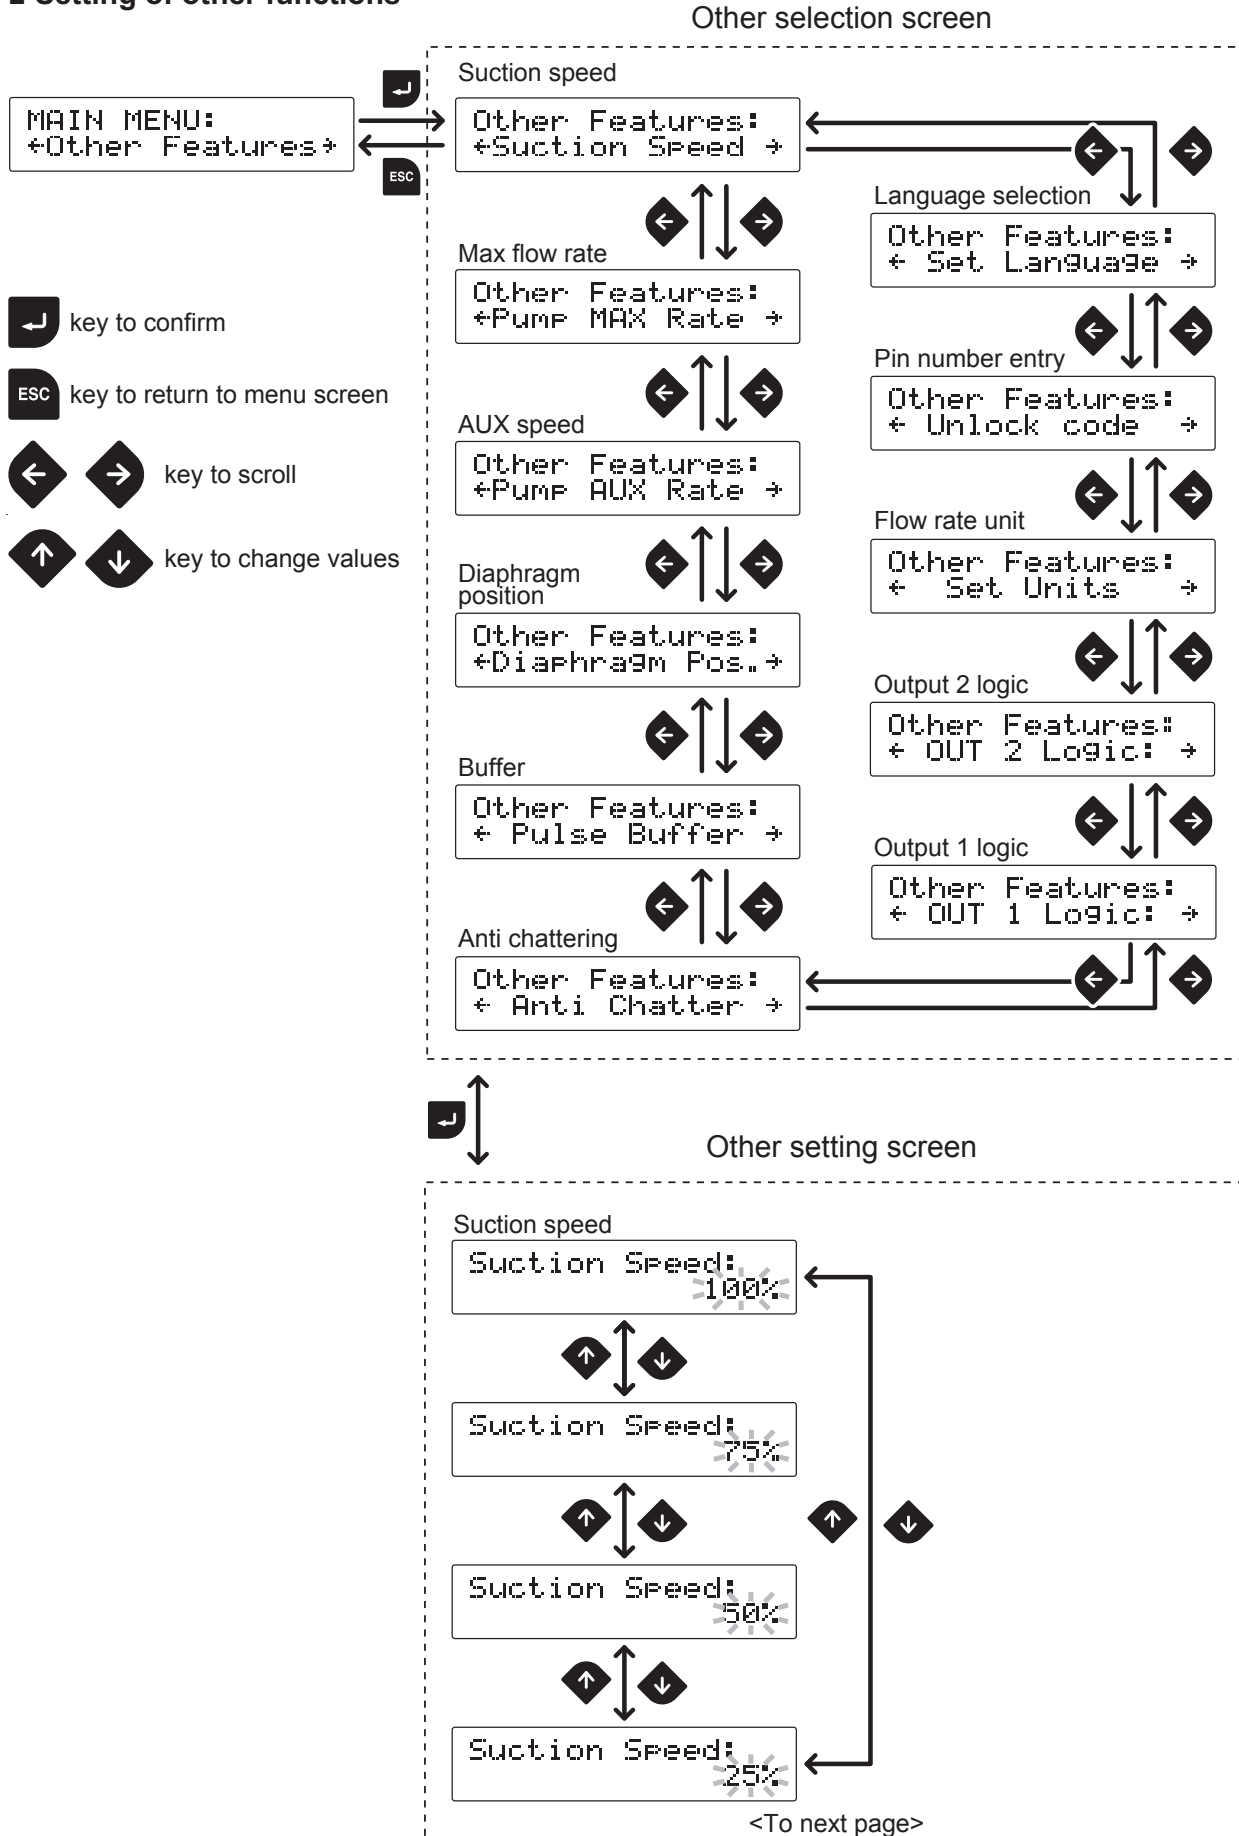 Setting of other functions
Other selection screen
MAIN MENU:
←Other Features→
ESC
key to confirm
ESC key to return to menu screen
key to scroll
key to change values
Suction speed
Other Features:
←Suction Speed →
Max flow rate
Other Features:
←Pump MAX Rate →
AUX speed
Other Features:
←Pump AUX Rate →
Diaphragm
position
Other Features:
←Diaphragm Pos.→
Buffer
Other Features:
← Pulse Buffer →
Anti chattering
Other Features:
← Anti Chatter →
Language selection
Other Features:
← Set Language →
Pin number entry
Other Features:
← Unlock code →
Flow rate unit
Other Features:
← Set Units →
Output 2 logic
Other Features:
← OUT 2 Logic: →
Output 1 logic
Other Features:
← OUT 1 Logic: →
Other setting screen
Suction speed
Suction Speed:
100%
Suction Speed:
75%
Suction Speed:
50%
Suction Speed:
25%
<To next page>